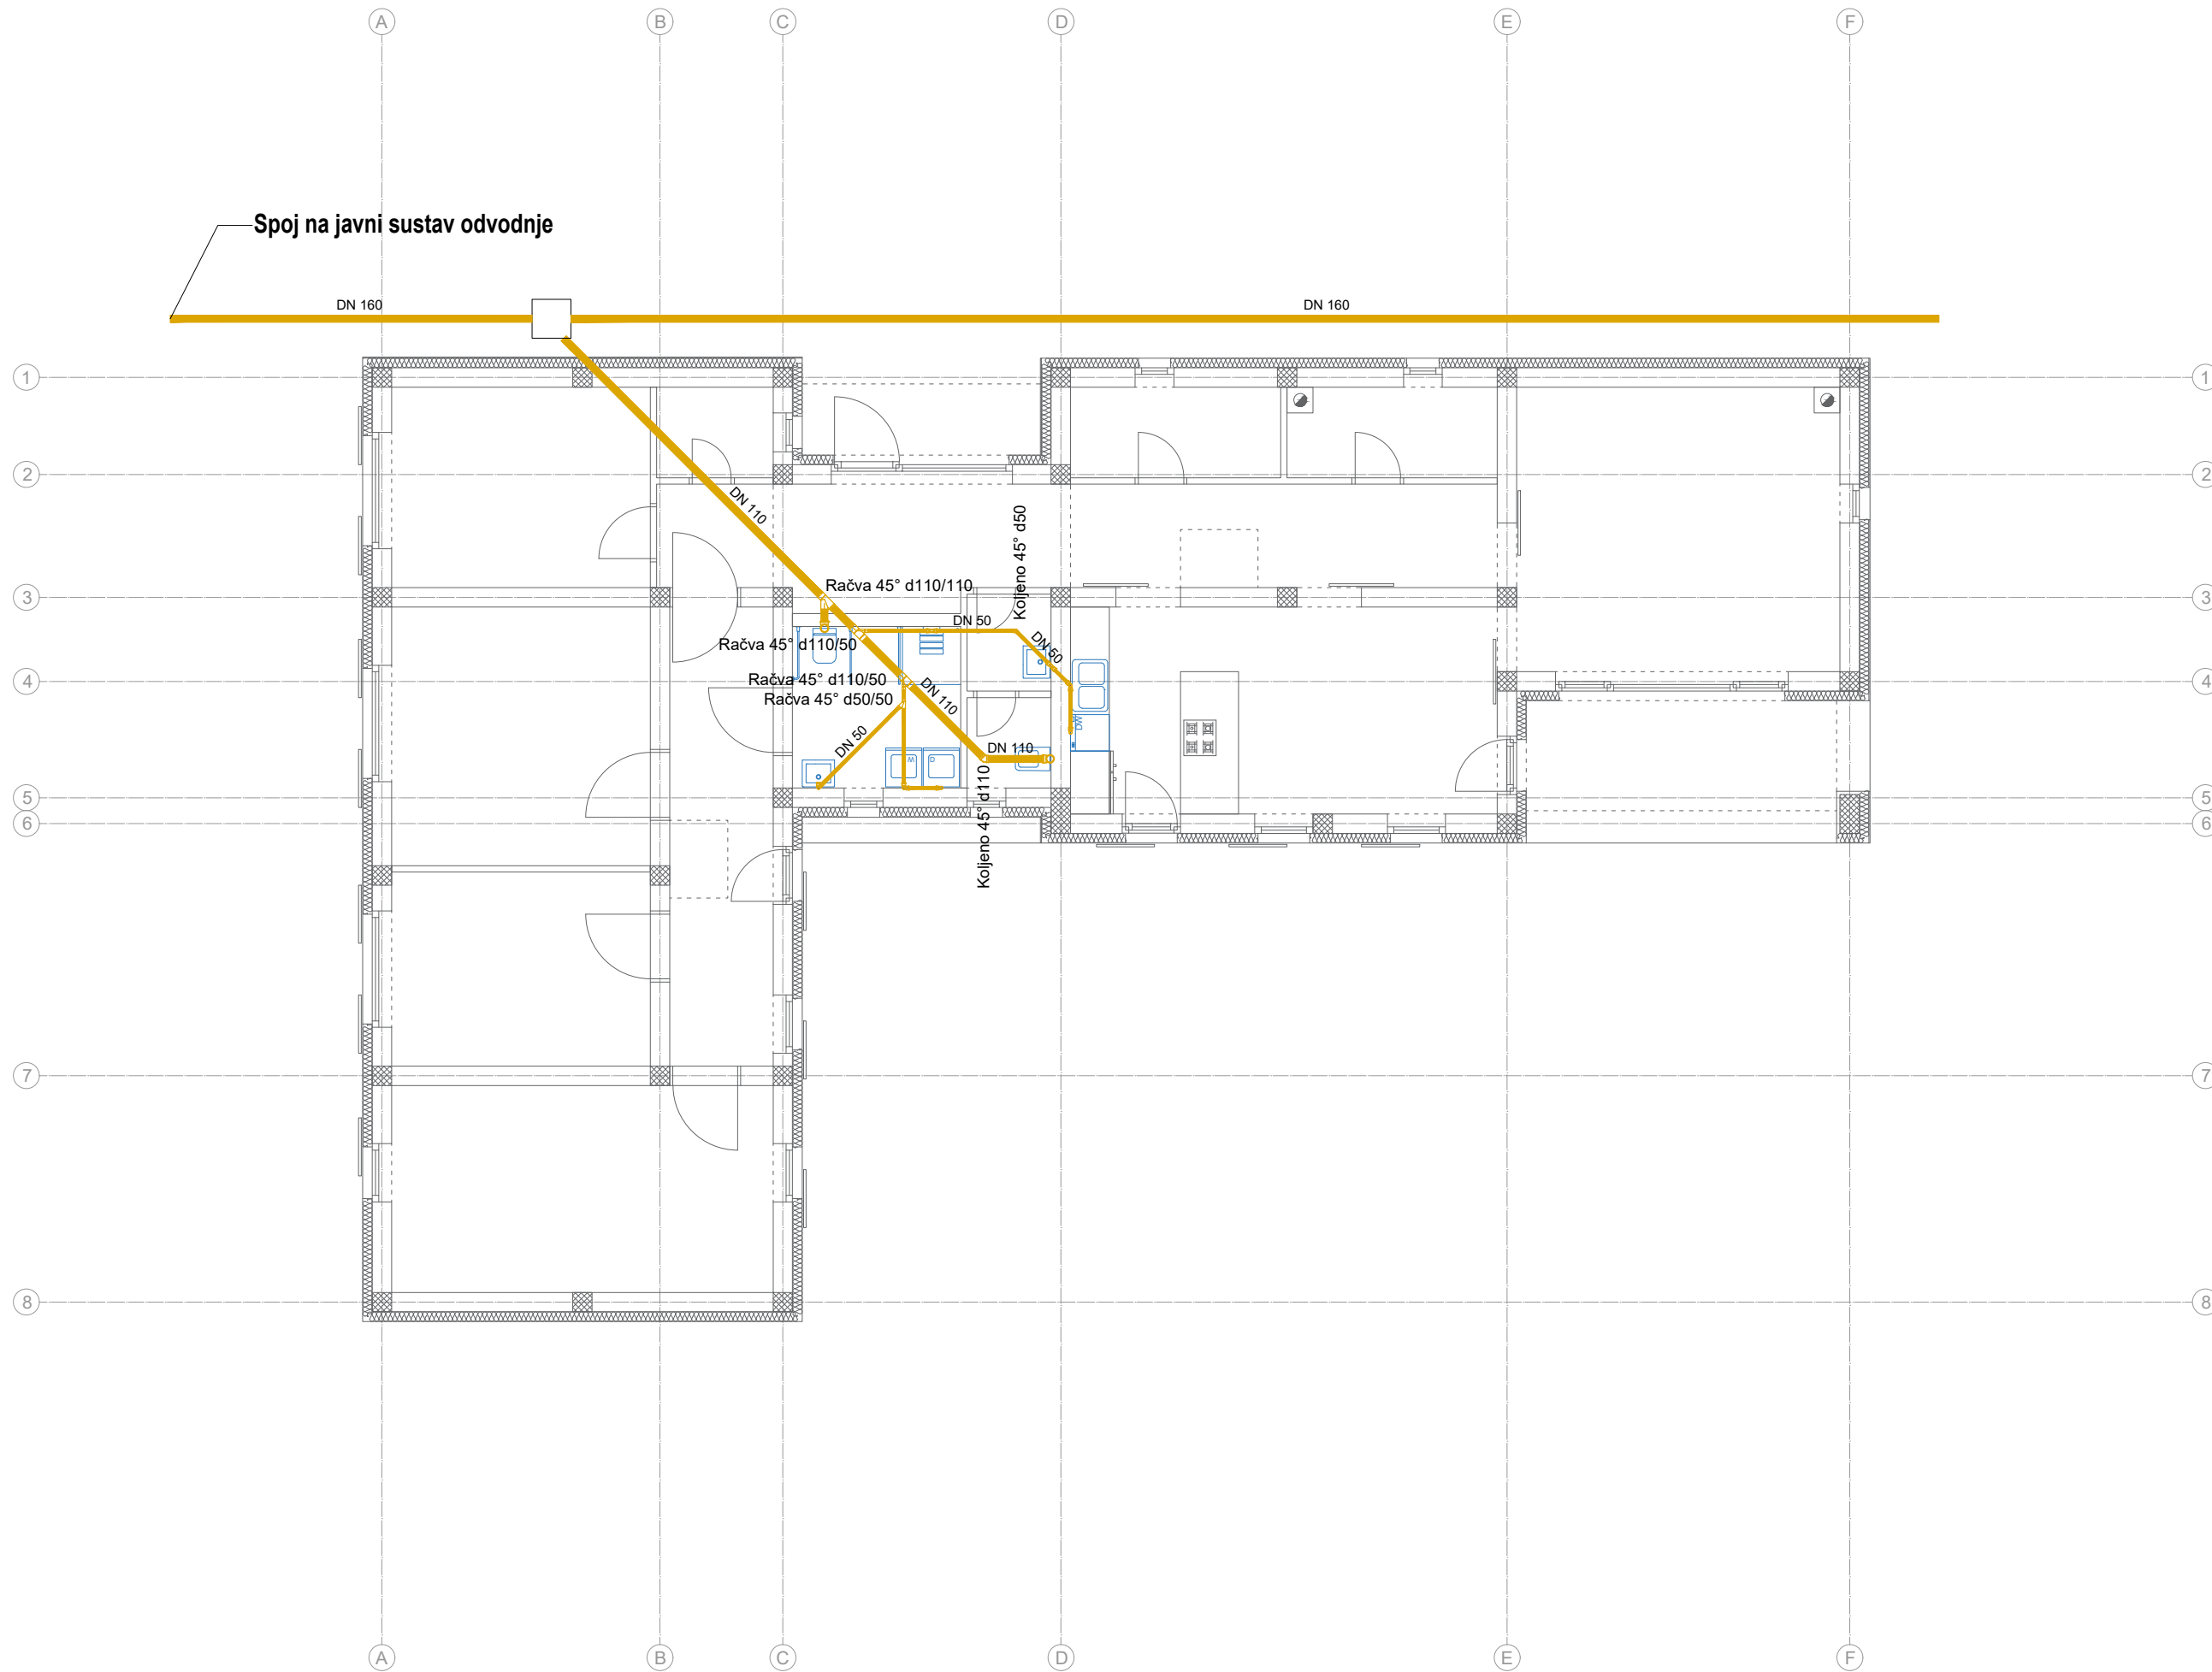 A B C D E F
Spoj na javni sustav odvodnje
DN 160
DN 160
1 1
2 2
DN 110
Koljeno 45° d50
Račva 45° d110/110
3 3
DN 50
Račva 45° d110/50
DN 50
Račva 45° d110/50
4 4
DN 110
Račva 45° d50/50
DW
DN 50
DN 110
W D
Koljeno 45° d110
5 5
6 6
7 7
8 8
A B C D E F